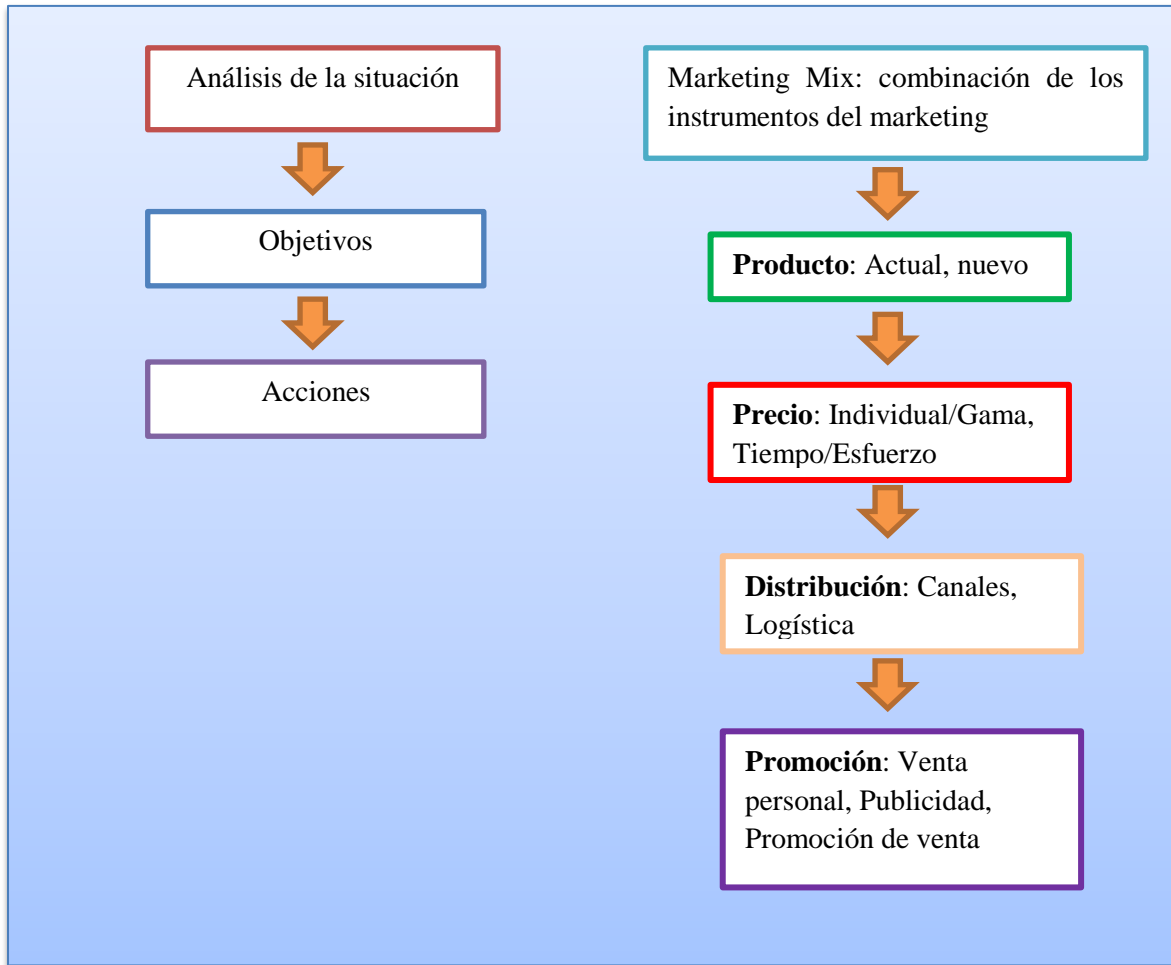 Análisis de la situación
Objetivos
Acciones
Marketing Mix: combinación de los
instrumentos del marketing
Producto: Actual, nuevo
Precio: Individual/Gama,
Tiempo/Esfuerzo
Distribución: Canales,
Logística
Promoción: Venta
personal, Publicidad,
Promoción de venta